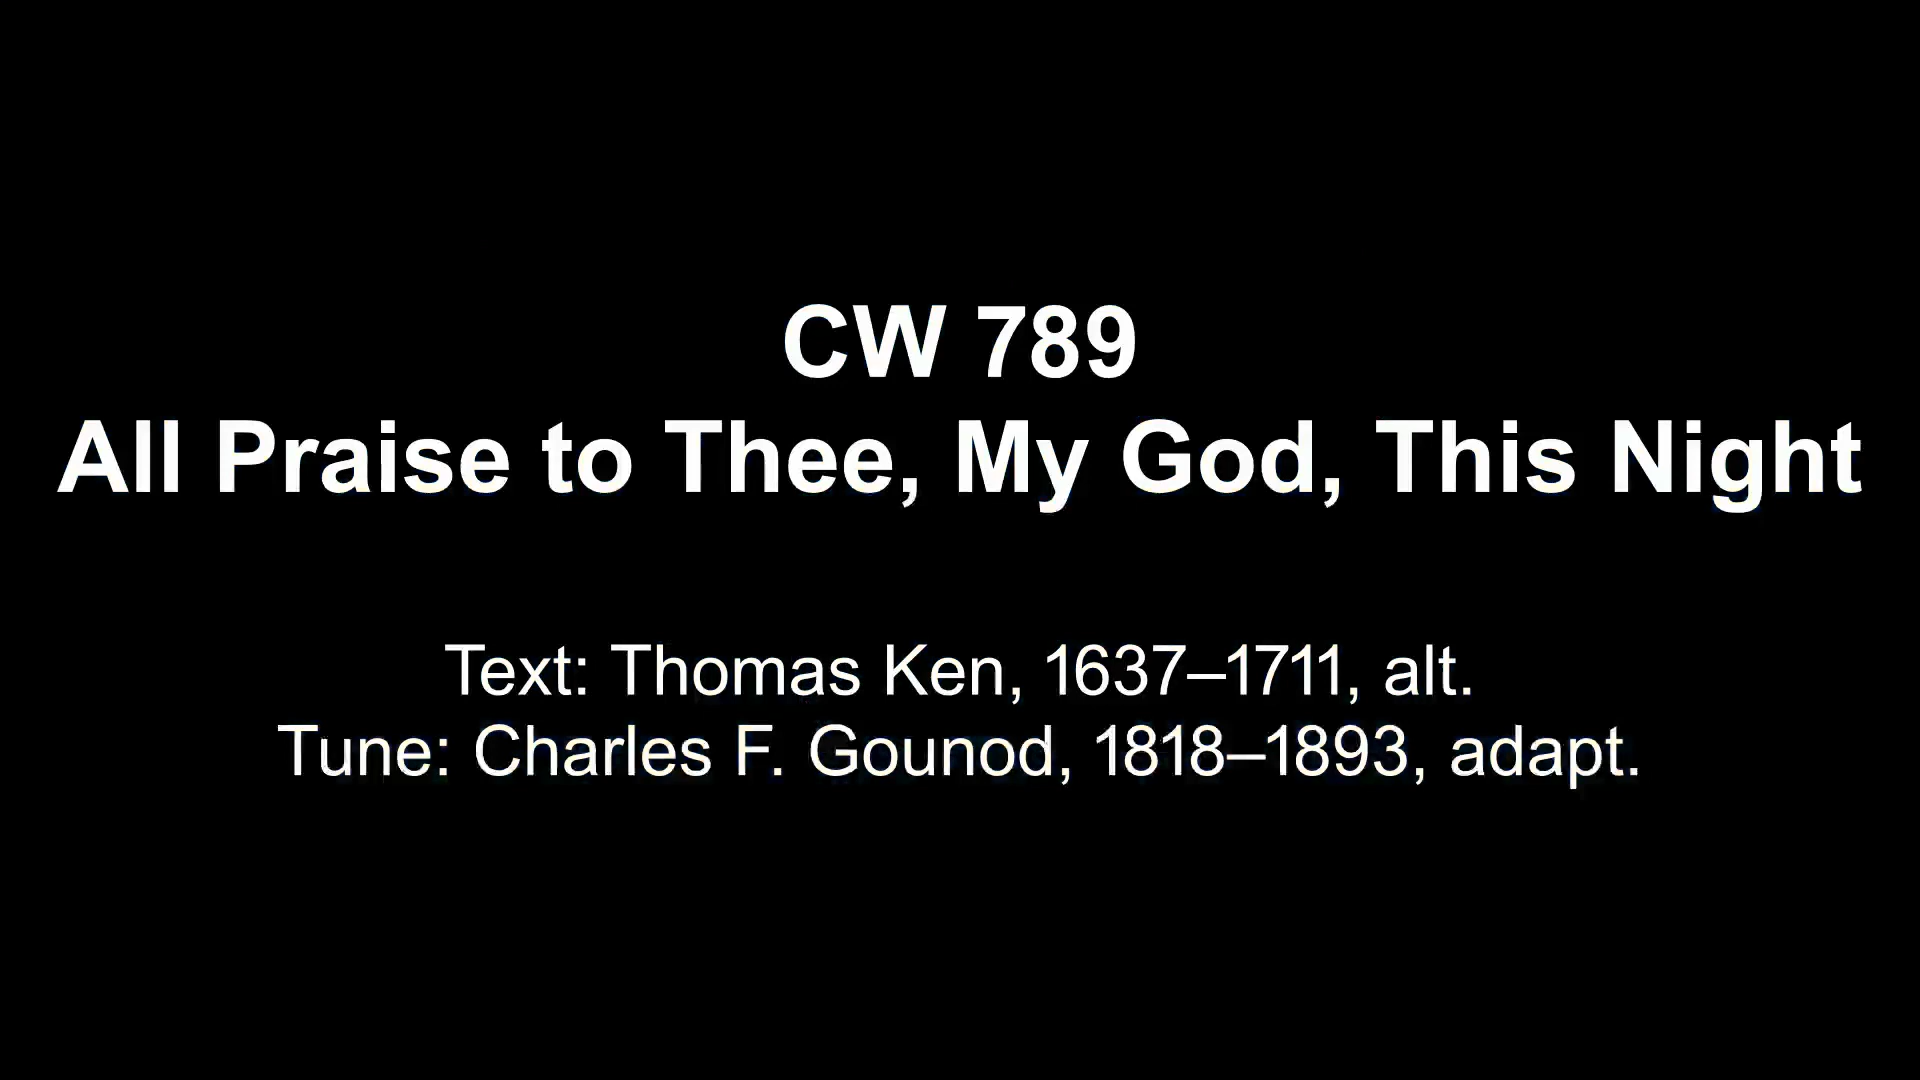 CW 789
All Praise to Thee, My God, This Night
Text: Thomas Ken, 1637–1711, alt.
Tune: Charles F. Gounod, 1818–1893, adapt.